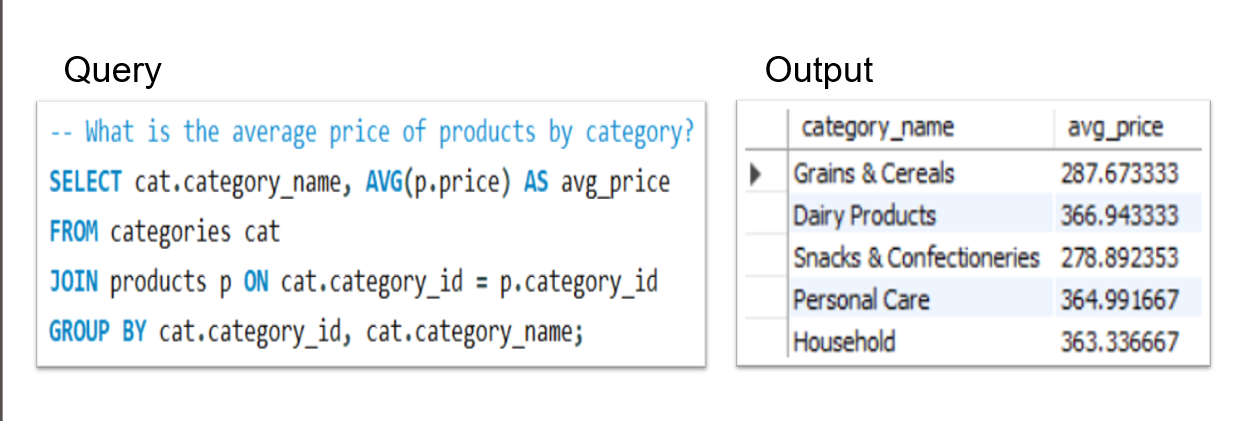 Query
-- What is the average price of products by category?
SELECT cat.category_name, AVG(p.price) AS avg_price
FROM categories cat
JOIN products p ON cat.category_id = p.category_id
GROUP BY cat.category_id, cat.category_name;
Output
category_name avg_price
Grains & Cereals 287.673333
Dairy Products 366.943333
Snacks & Confectioneries 278.892353
Personal Care 364.991667
Household 363.336667